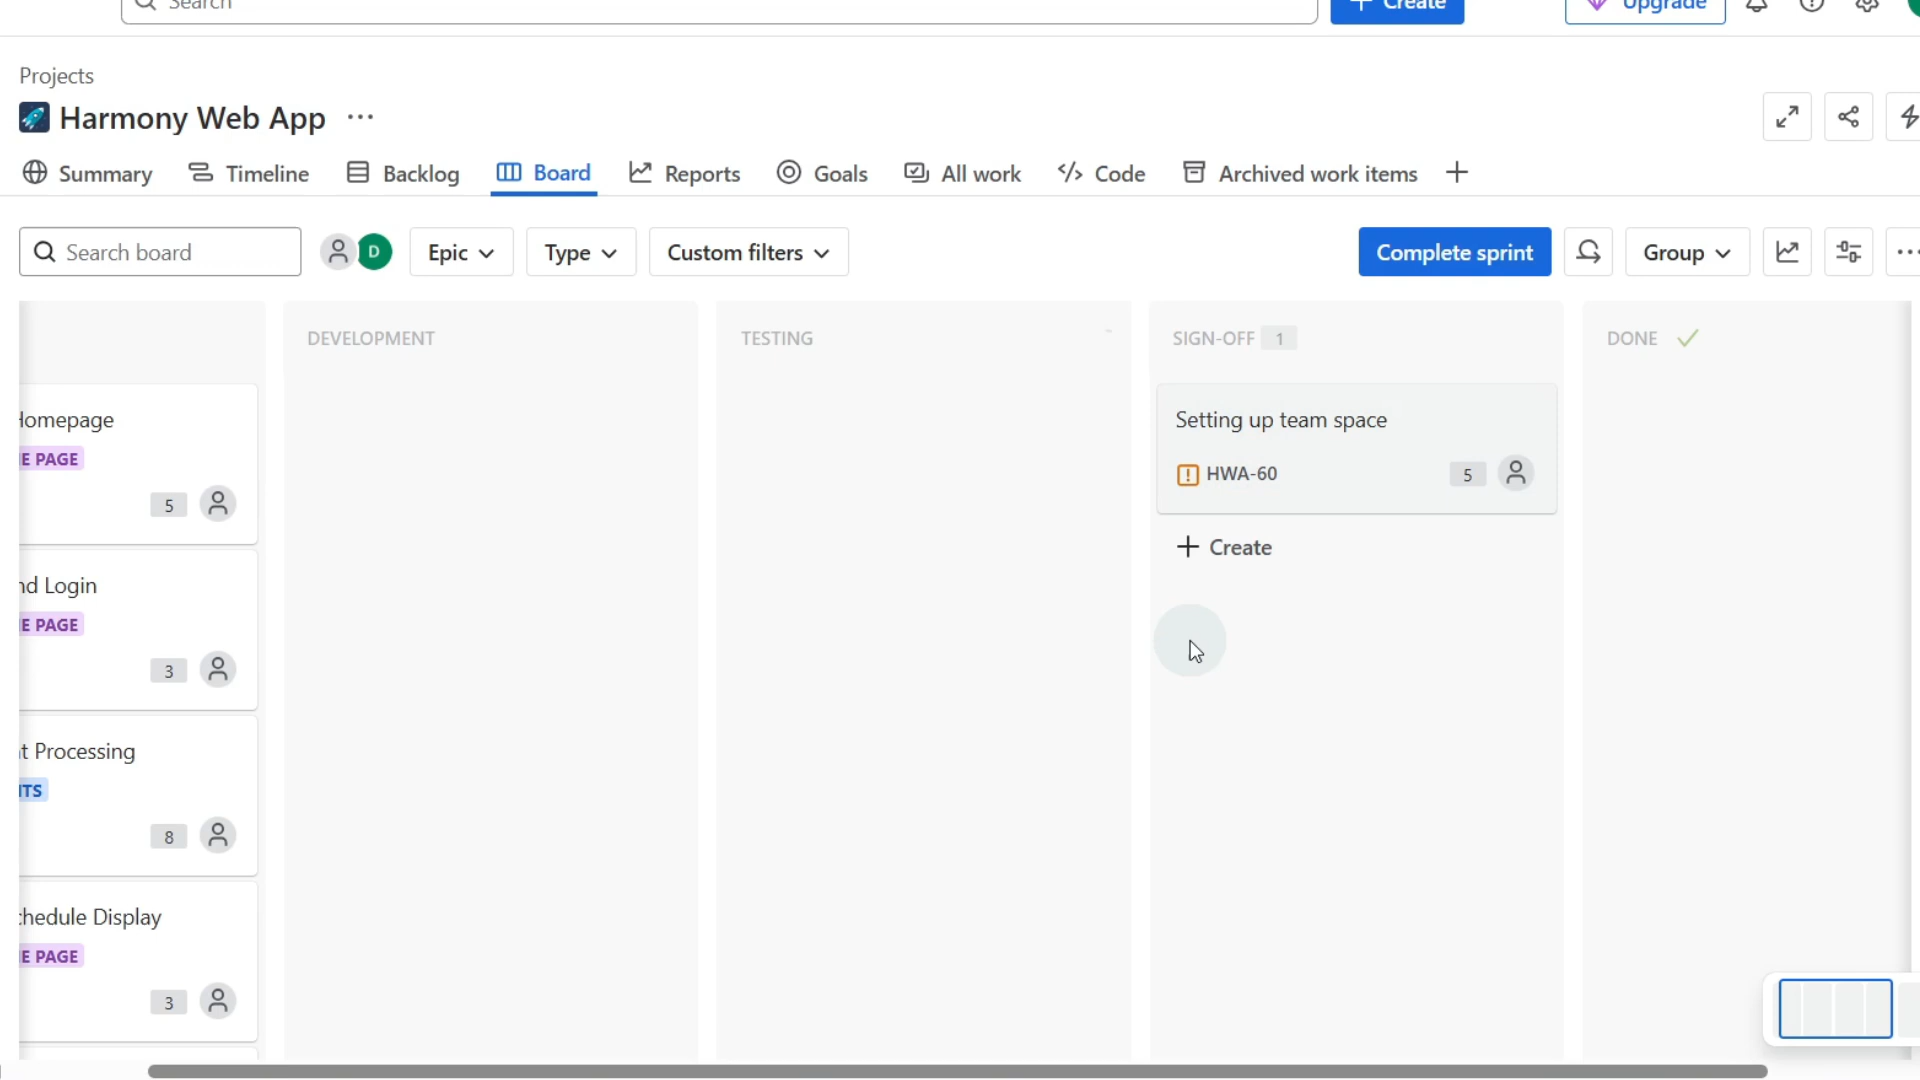 Search
Create
Upgrade
Projects
Harmony Web App
Summary
Timeline
Backlog
Board
Reports
Goals
All work
Code
Archived work items
Search board
D
Epic
Type
Custom filters
Complete sprint
Group
DEVELOPMENT
TESTING
SIGN-OFF 1
DONE
Homepage
E PAGE
5
nd Login
E PAGE
3
t Processing
ITS
8
chedule Display
E PAGE
3
Setting up team space
HWA-60
5
Create